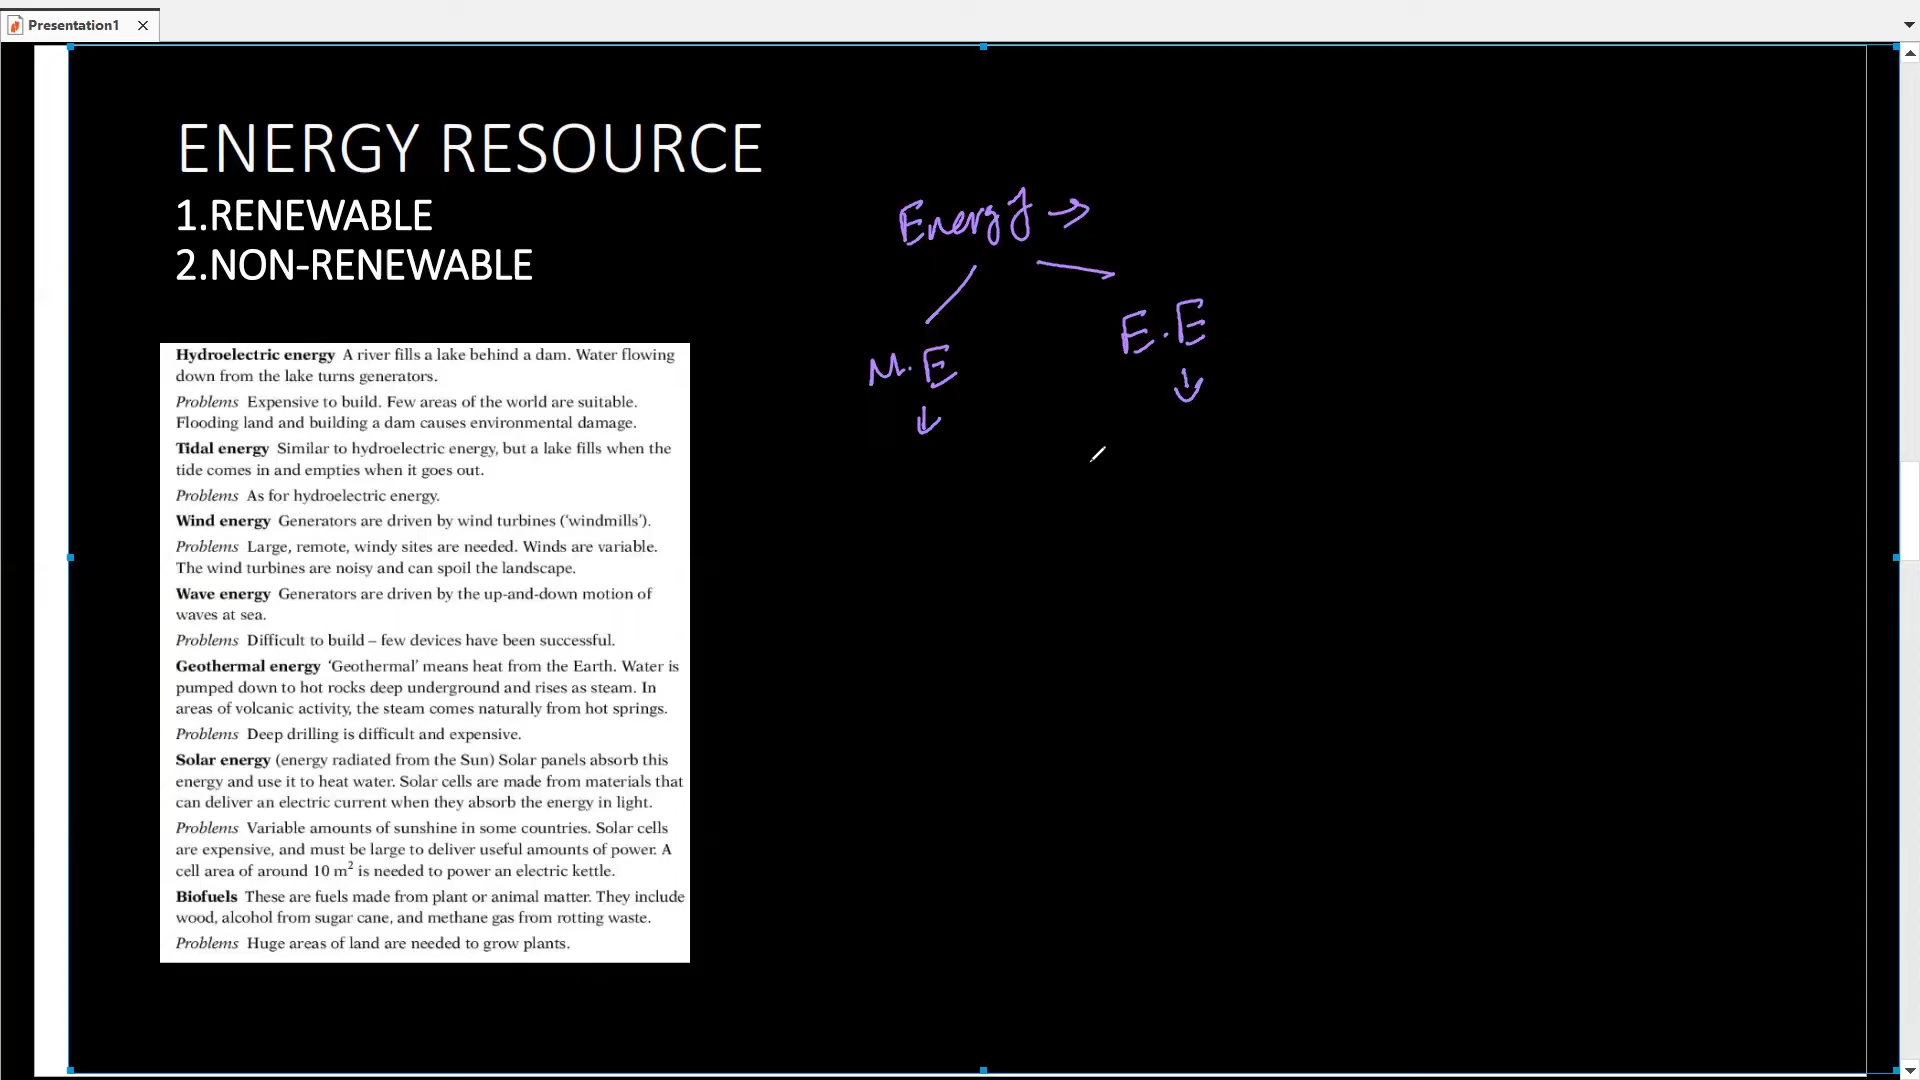 Presentation1
ENERGY RESOURCE
1.RENEWABLE
2.NON-RENEWABLE
Hydroelectric energy A river fills a lake behind a dam. Water flowing
down from the lake turns generators.
Problems Expensive to build. Few areas of the world are suitable.
Flooding land and building a dam causes environmental damage.
Tidal energy Similar to hydroelectric energy, but a lake fills when the
tide comes in and empties when it goes out.
Problems As for hydroelectric energy.
Wind energy Generators are driven by wind turbines (‘windmills’).
Problems Large, remote, windy sites are needed. Winds are variable.
The wind turbines are noisy and can spoil the landscape.
Wave energy Generators are driven by the up-and-down motion of
waves at sea.
Problems Difficult to build – few devices have been successful.
Geothermal energy ‘Geothermal’ means heat from the Earth. Water is
pumped down to hot rocks deep underground and rises as steam. In
areas of volcanic activity, the steam comes naturally from hot springs.
Problems Deep drilling is difficult and expensive.
Solar energy (energy radiated from the Sun) Solar panels absorb this
energy and use it to heat water. Solar cells are made from materials that
can deliver an electric current when they absorb the energy in light.
Problems Variable amounts of sunshine in some countries. Solar cells
are expensive, and must be large to deliver useful amounts of power. A
cell area of around 10 m² is needed to power an electric kettle.
Biofuels These are fuels made from plant or animal matter. They include
wood, alcohol from sugar cane, and methane gas from rotting waste.
Problems Huge areas of land are needed to grow plants.
Energy →
M.E
E.E